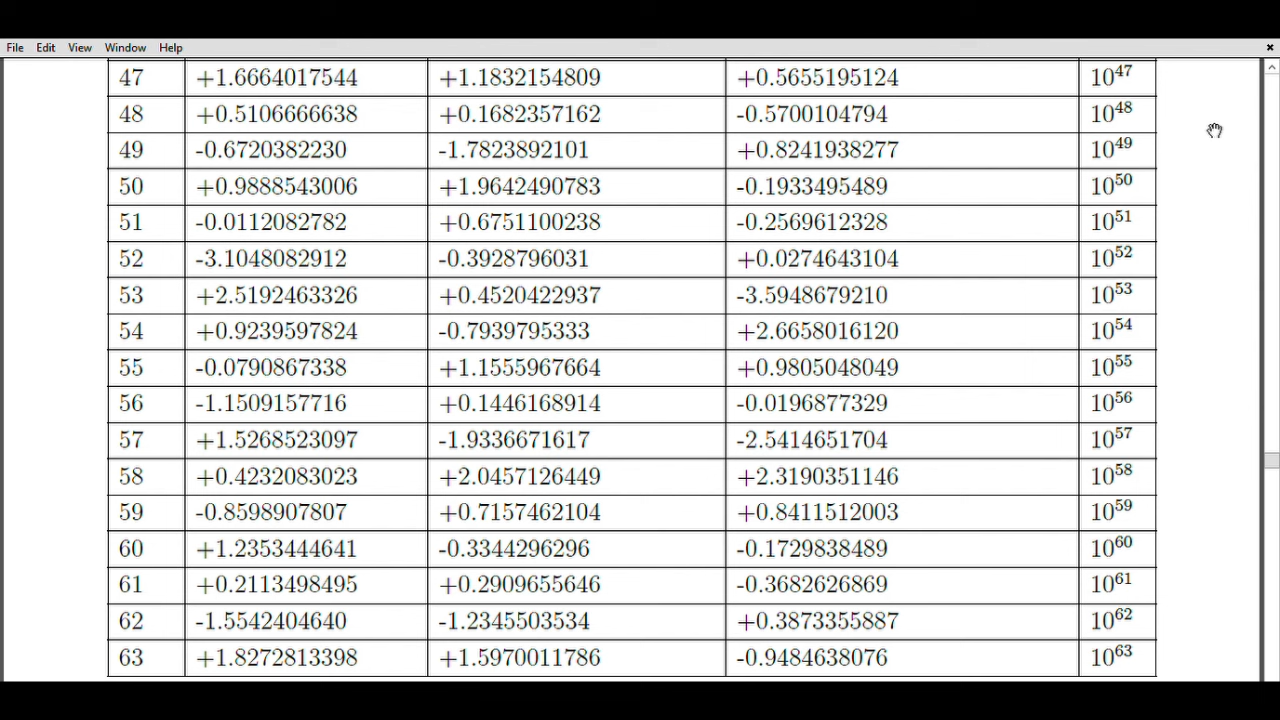 File Edit View Window Help
47 +1.6664017544 +1.1832154809 +0.5655195124 10^47
48 +0.5106666638 +0.1682357162 -0.5700104794 10^48
49 -0.6720382230 -1.7823892101 +0.8241938277 10^49
50 +0.9888543006 +1.9642490783 -0.1933495489 10^50
51 -0.0112082782 +0.6751100238 -0.2569612328 10^51
52 -3.1048082912 -0.3928796031 +0.0274643104 10^52
53 +2.5192463326 +0.4520422937 -3.5948679210 10^53
54 +0.9239597824 -0.7939795333 +2.6658016120 10^54
55 -0.0790867338 +1.1555967664 +0.9805048049 10^55
56 -1.1509157716 +0.1446168914 -0.0196877329 10^56
57 +1.5268523097 -1.9336671617 -2.5414651704 10^57
58 +0.4232083023 +2.0457126449 +2.3190351146 10^58
59 -0.8598907807 +0.7157462104 +0.8411512003 10^59
60 +1.2353444641 -0.3344296296 -0.1729838489 10^60
61 +0.2113498495 +0.2909655646 -0.3682626869 10^61
62 -1.5542404640 -1.2345503534 +0.3873355887 10^62
63 +1.8272813398 +1.5970011786 -0.9484638076 10^63